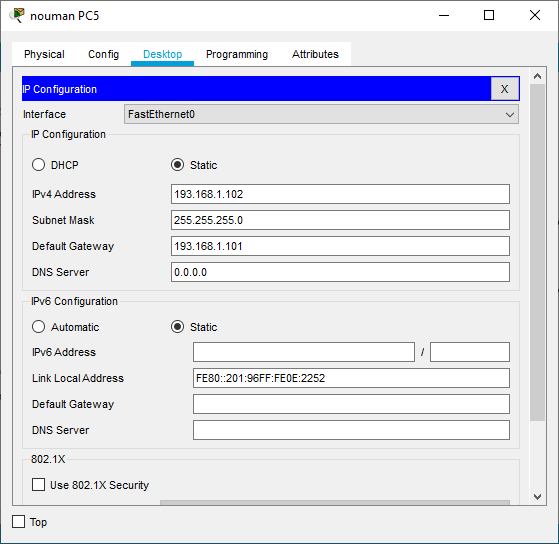 nouman PC5
Physical Config Desktop Programming Attributes
IP Configuration X
Interface FastEthernet0
IP Configuration
DHCP Static
IPv4 Address 193.168.1.102
Subnet Mask 255.255.255.0
Default Gateway 193.168.1.101
DNS Server 0.0.0.0
IPv6 Configuration
Automatic Static
IPv6 Address /
Link Local Address FE80::201:96FF:FE0E:2252
Default Gateway
DNS Server
802.1X
Use 802.1X Security
Top